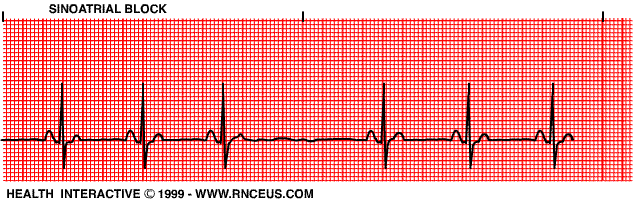 SINOATRIAL BLOCK
HEALTH INTERACTIVE © 1999 - WWW.RNCEUS.COM